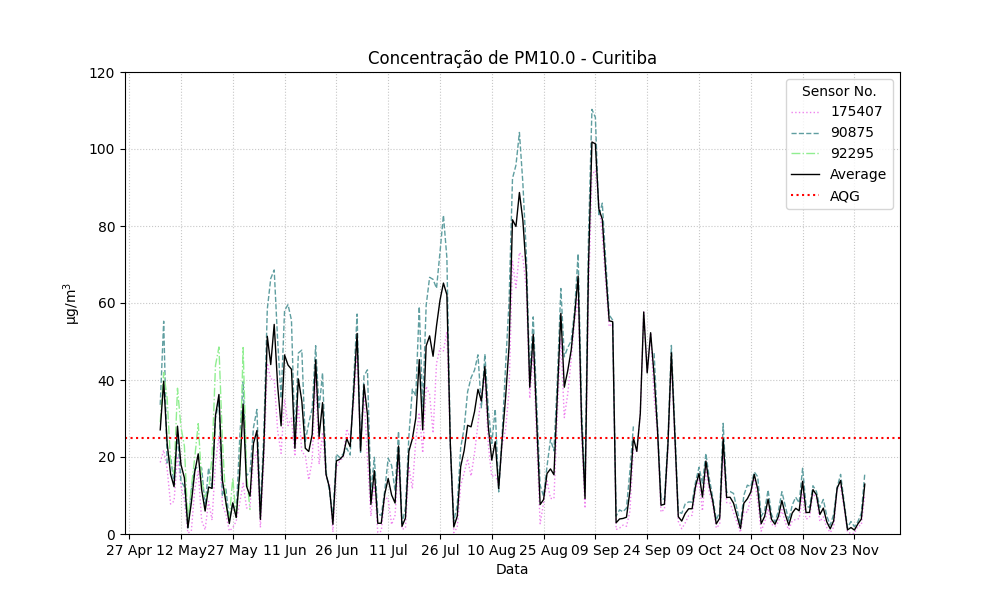 Concentração de PM10.0 - Curitiba
120
100
80
60
40
20
0
µg/m³
Sensor No.
175407
90875
92295
Average
AQG
27 Apr 12 May 27 May 11 Jun 26 Jun 11 Jul 26 Jul 10 Aug 25 Aug 09 Sep 24 Sep 09 Oct 24 Oct 08 Nov 23 Nov
Data